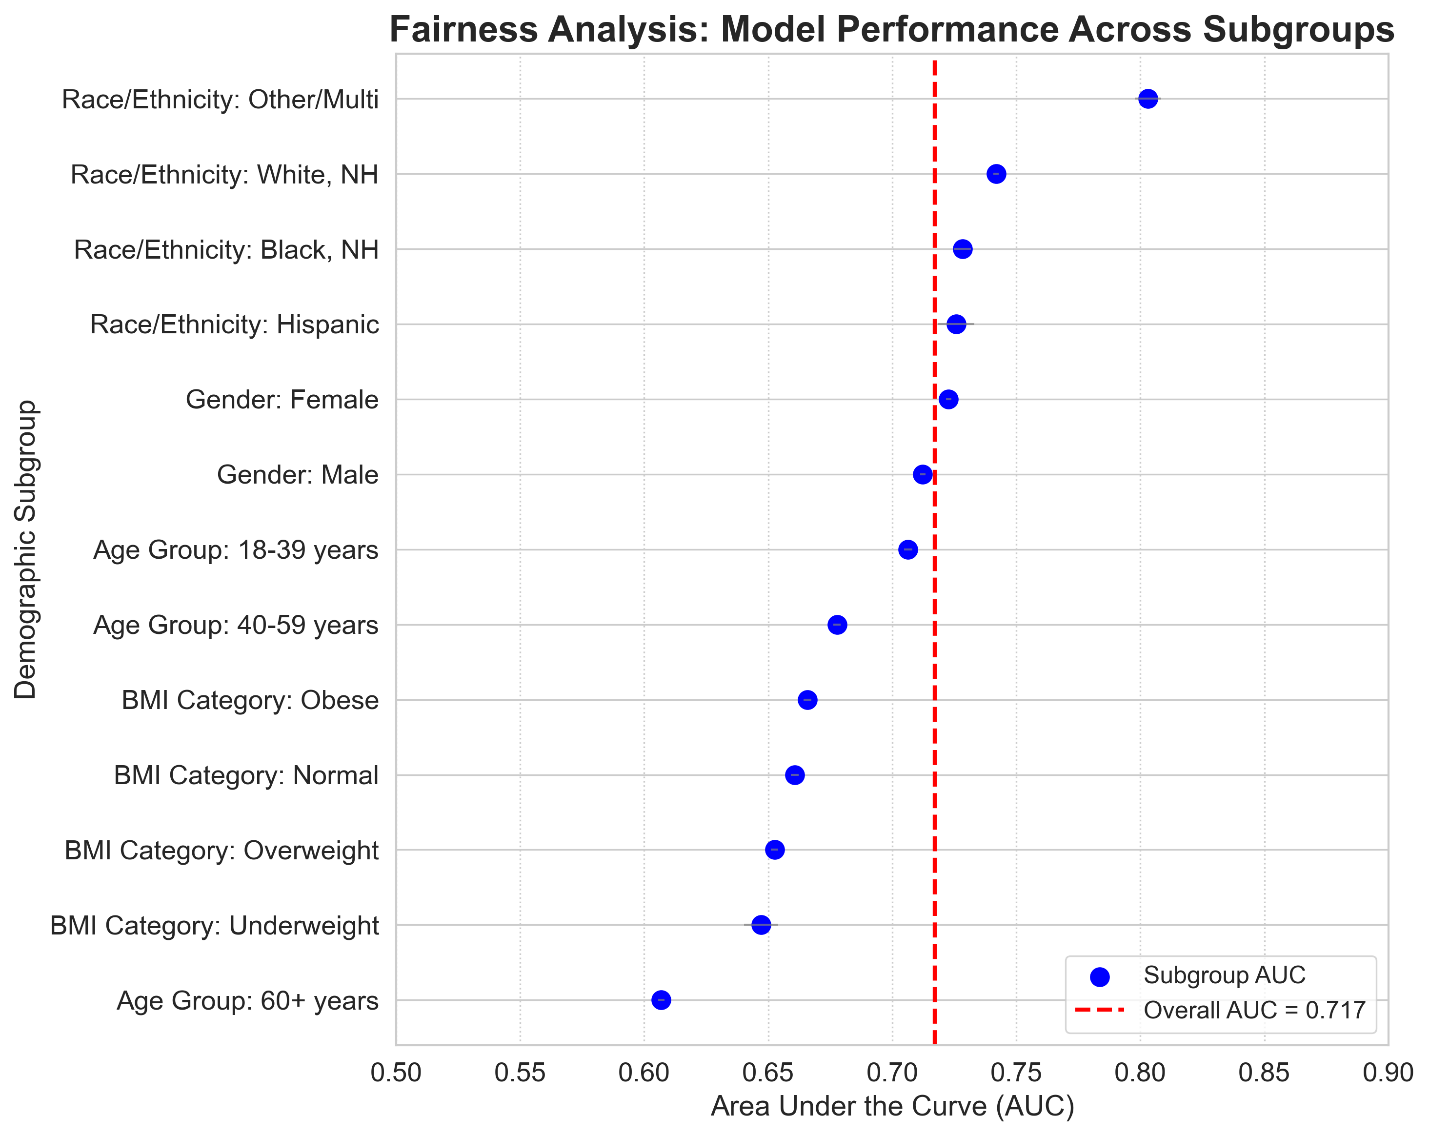 Fairness Analysis: Model Performance Across Subgroups
Demographic Subgroup
Race/Ethnicity: Other/Multi
Race/Ethnicity: White, NH
Race/Ethnicity: Black, NH
Race/Ethnicity: Hispanic
Gender: Female
Gender: Male
Age Group: 18-39 years
Age Group: 40-59 years
BMI Category: Obese
BMI Category: Normal
BMI Category: Overweight
BMI Category: Underweight
Age Group: 60+ years
Subgroup AUC
Overall AUC = 0.717
0.50 0.55 0.60 0.65 0.70 0.75 0.80 0.85 0.90
Area Under the Curve (AUC)